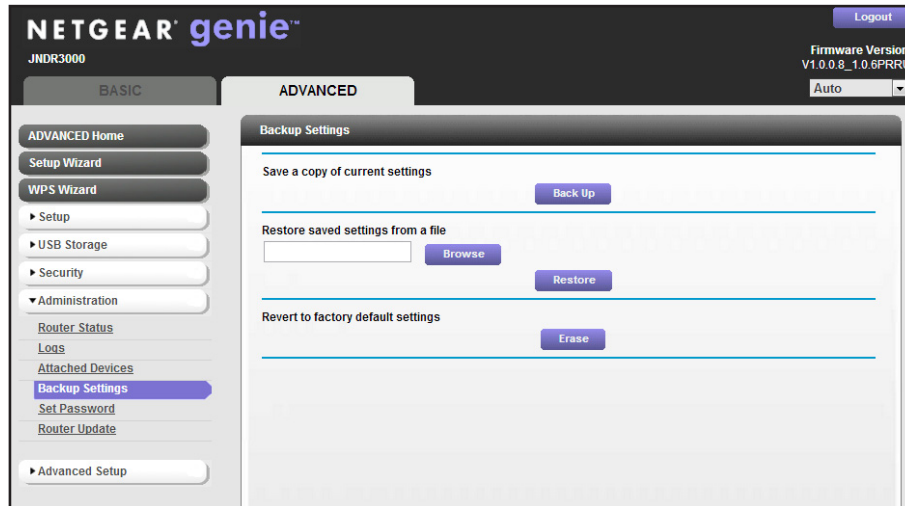 NETGEAR® genie™
Logout
JNDR3000
Firmware Version
V1.0.0.8_1.0.6PRRU
BASIC
ADVANCED
Auto
ADVANCED Home
Setup Wizard
WPS Wizard
Setup
USB Storage
Security
Administration
Router Status
Logs
Attached Devices
Backup Settings
Set Password
Router Update
Advanced Setup
Backup Settings
Save a copy of current settings
Back Up
Restore saved settings from a file
Browse
Restore
Revert to factory default settings
Erase